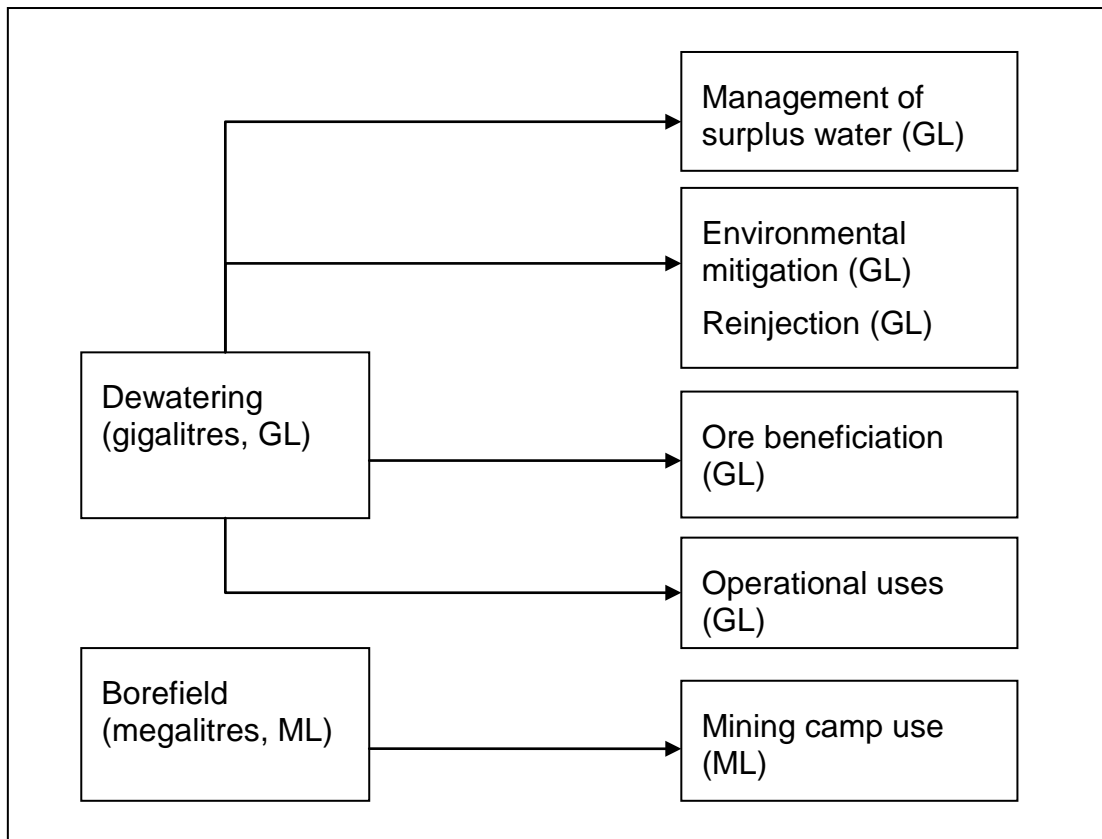 Management of
surplus water (GL)
Environmental
mitigation (GL)
Reinjection (GL)
Dewatering
(gigalitres, GL)
Ore beneficiation
(GL)
Operational uses
(GL)
Borefield
(megalitres, ML)
Mining camp use
(ML)